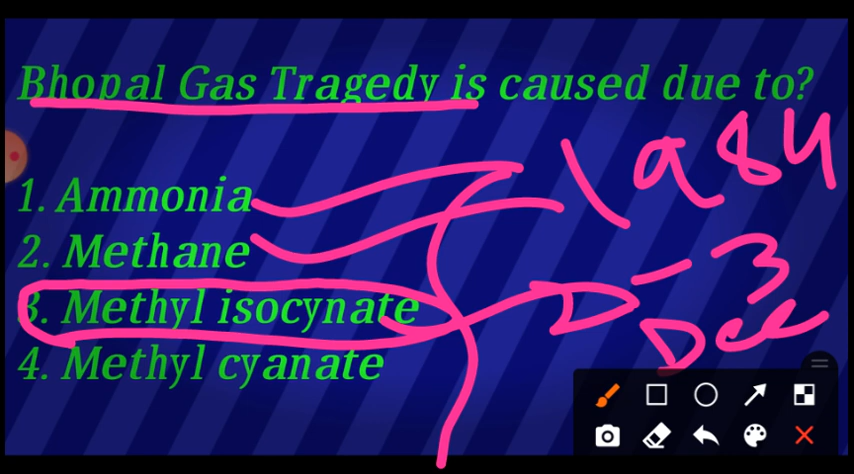 Bhopal Gas Tragedy is caused due to?
1984
1. Ammonia
2. Methane
D-3
3. Methyl isocynate
Dec
4. Methyl cyanate